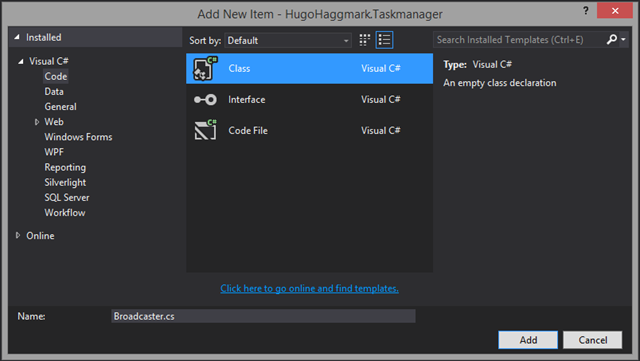 Add New Item - HugoHaggmark.Taskmanager
? ×
Installed
Sort by: Default
Search Installed Templates (Ctrl+E)
Visual C#
Code
Data
General
Web
Windows Forms
WPF
Reporting
Silverlight
SQL Server
Workflow
Online
C# Class Visual C#
Interface Visual C#
C# Code File Visual C#
Type: Visual C#
An empty class declaration
Click here to go online and find templates.
Name: Broadcaster.cs
Add Cancel